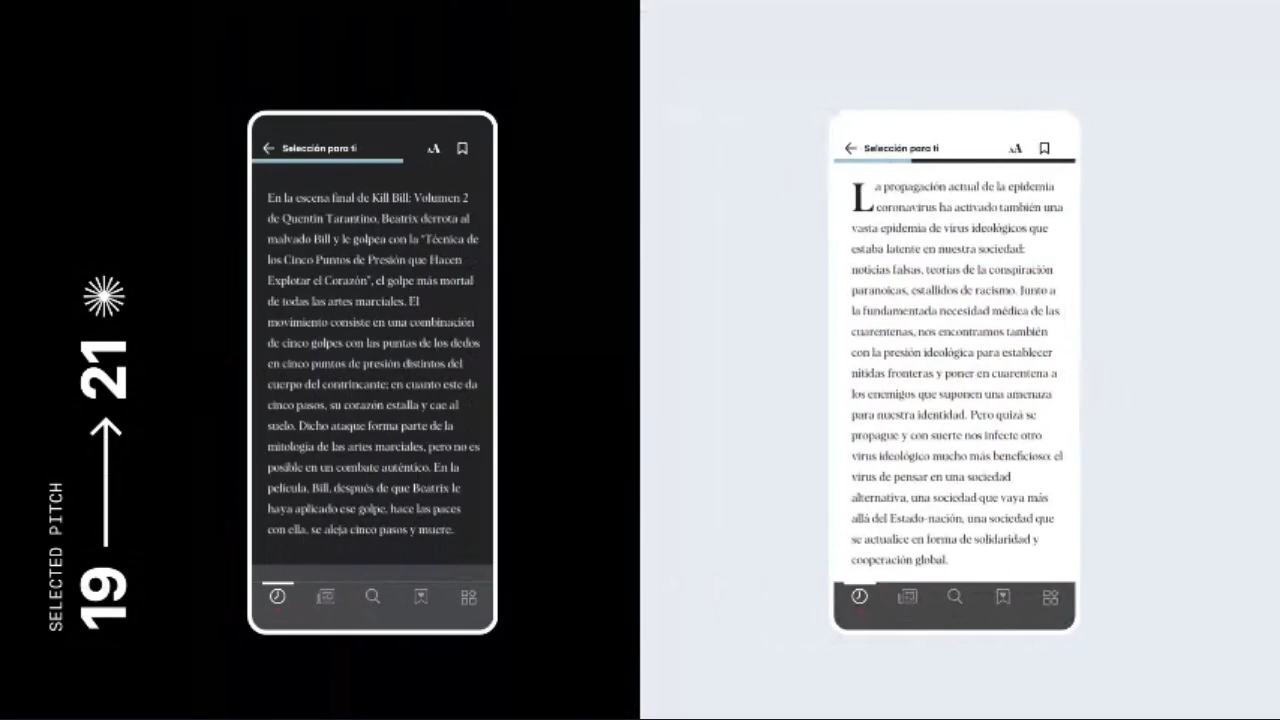 SELECTED PITCH
19 → 21
Selección para ti
AA
En la escena final de Kill Bill: Volumen 2
de Quentin Tarantino, Beatrix derrota al
malvado Bill y le golpea con la "Técnica de
los Cinco Puntos de Presión que Hacen
Explotar el Corazón", el golpe más mortal
de todas las artes marciales. El
movimiento consiste en una combinación
de cinco golpes con las puntas de los dedos
en cinco puntos de presión distintos del
cuerpo del contrincante; en cuanto este da
cinco pasos, su corazón estalla y cae al
suelo. Dicho ataque forma parte de la
mitología de las artes marciales, pero no es
posible en un combate auténtico. En la
película, Bill, después de que Beatrix le
haya aplicado ese golpe, hace las paces
con ella, se aleja cinco pasos y muere.
Selección para ti
AA
La propagación actual de la epidemia
coronavirus ha activado también una
vasta epidemia de virus ideológicos que
estaba latente en nuestra sociedad:
noticias falsas, teorías de la conspiración
paranoicas, estallidos de racismo. Junto a
la fundamentada necesidad médica de las
cuarentenas, nos encontramos también
con la presión ideológica para establecer
nítidas fronteras y poner en cuarentena a
los enemigos que suponen una amenaza
para nuestra identidad. Pero quizá se
propague y con suerte nos infecte otro
virus ideológico mucho más beneficioso: el
virus de pensar en una sociedad
alternativa, una sociedad que vaya más
allá del Estado-nación, una sociedad que
se actualice en forma de solidaridad y
cooperación global.